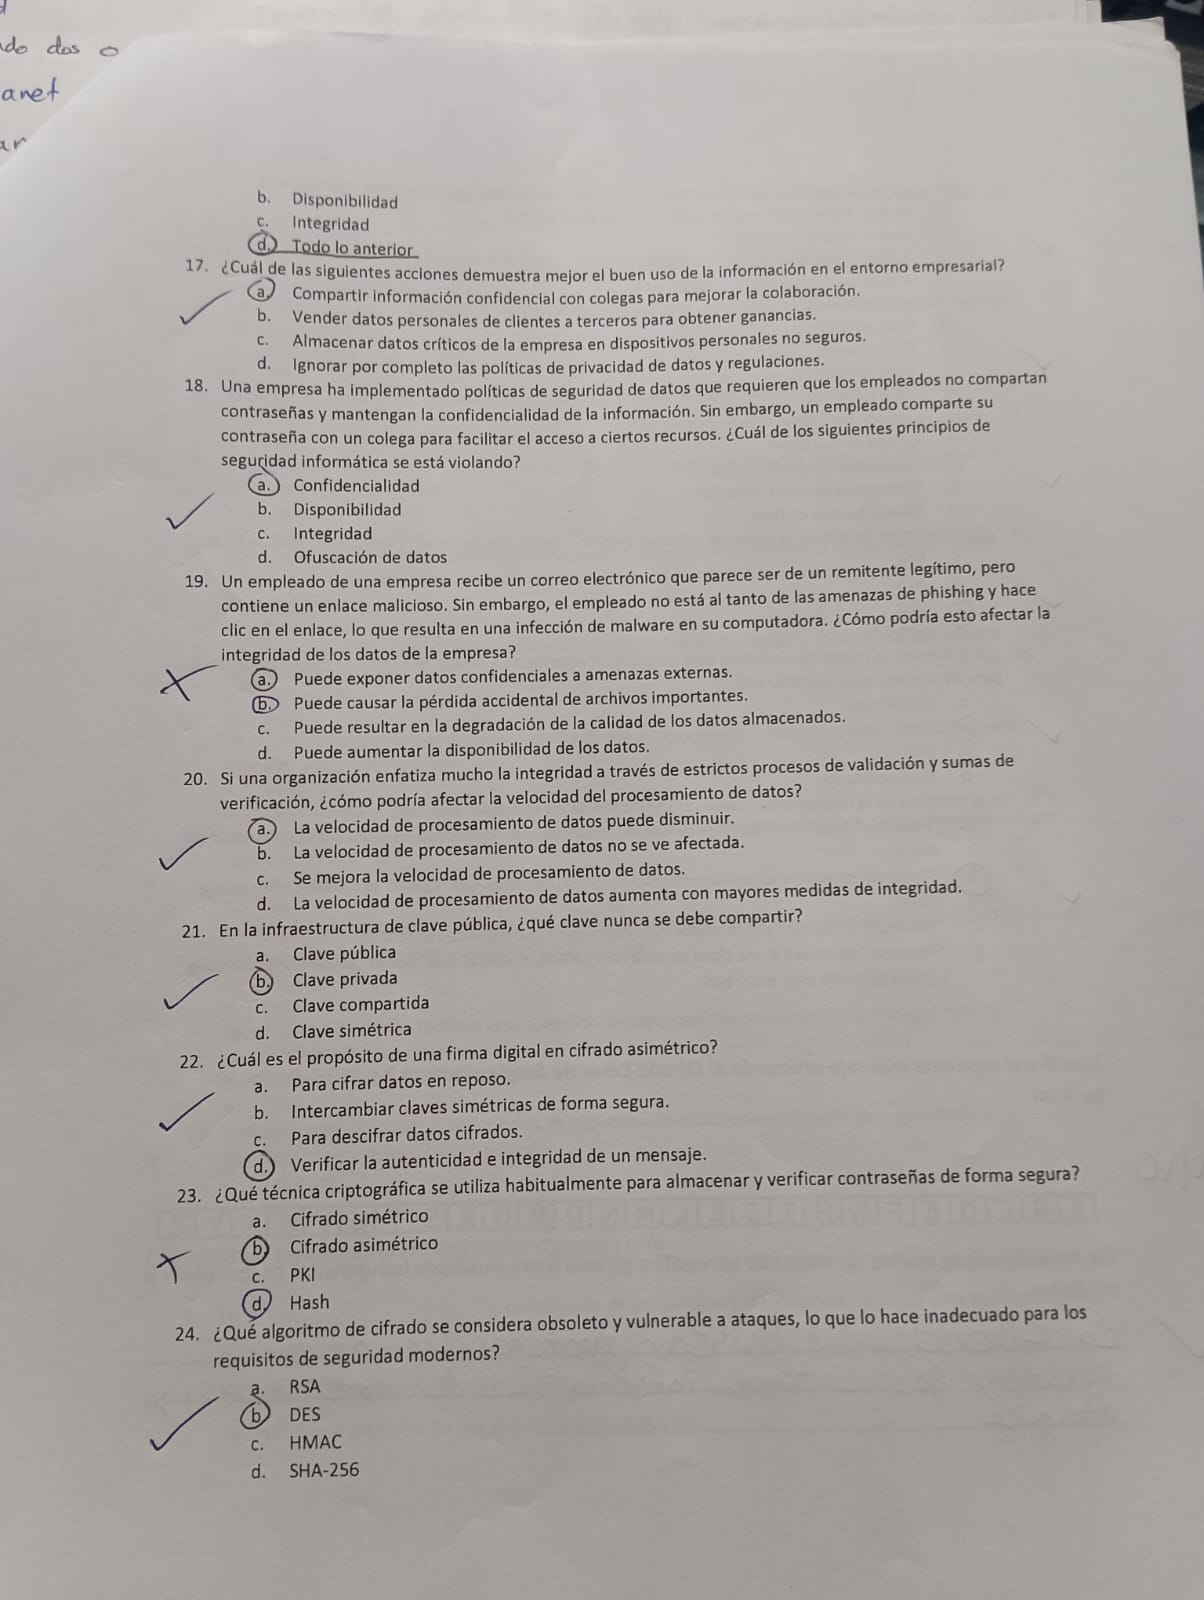 do dos o
anet
ar
b. Disponibilidad
c. Integridad
d. Todo lo anterior
17. ¿Cuál de las siguientes acciones demuestra mejor el buen uso de la información en el entorno empresarial?
a. Compartir información confidencial con colegas para mejorar la colaboración.
b. Vender datos personales de clientes a terceros para obtener ganancias.
c. Almacenar datos críticos de la empresa en dispositivos personales no seguros.
d. Ignorar por completo las políticas de privacidad de datos y regulaciones.
18. Una empresa ha implementado políticas de seguridad de datos que requieren que los empleados no compartan
contraseñas y mantengan la confidencialidad de la información. Sin embargo, un empleado comparte su
contraseña con un colega para facilitar el acceso a ciertos recursos. ¿Cuál de los siguientes principios de
seguridad informática se está violando?
a. Confidencialidad
b. Disponibilidad
c. Integridad
d. Ofuscación de datos
19. Un empleado de una empresa recibe un correo electrónico que parece ser de un remitente legítimo, pero
contiene un enlace malicioso. Sin embargo, el empleado no está al tanto de las amenazas de phishing y hace
clic en el enlace, lo que resulta en una infección de malware en su computadora. ¿Cómo podría esto afectar la
integridad de los datos de la empresa?
a. Puede exponer datos confidenciales a amenazas externas.
b. Puede causar la pérdida accidental de archivos importantes.
c. Puede resultar en la degradación de la calidad de los datos almacenados.
d. Puede aumentar la disponibilidad de los datos.
20. Si una organización enfatiza mucho la integridad a través de estrictos procesos de validación y sumas de
verificación, ¿cómo podría afectar la velocidad del procesamiento de datos?
a. La velocidad de procesamiento de datos puede disminuir.
b. La velocidad de procesamiento de datos no se ve afectada.
c. Se mejora la velocidad de procesamiento de datos.
d. La velocidad de procesamiento de datos aumenta con mayores medidas de integridad.
21. En la infraestructura de clave pública, ¿qué clave nunca se debe compartir?
a. Clave pública
b. Clave privada
c. Clave compartida
d. Clave simétrica
22. ¿Cuál es el propósito de una firma digital en cifrado asimétrico?
a. Para cifrar datos en reposo.
b. Intercambiar claves simétricas de forma segura.
c. Para descifrar datos cifrados.
d. Verificar la autenticidad e integridad de un mensaje.
23. ¿Qué técnica criptográfica se utiliza habitualmente para almacenar y verificar contraseñas de forma segura?
a. Cifrado simétrico
b. Cifrado asimétrico
c. PKI
d. Hash
24. ¿Qué algoritmo de cifrado se considera obsoleto y vulnerable a ataques, lo que lo hace inadecuado para los
requisitos de seguridad modernos?
a. RSA
b. DES
c. HMAC
d. SHA-256